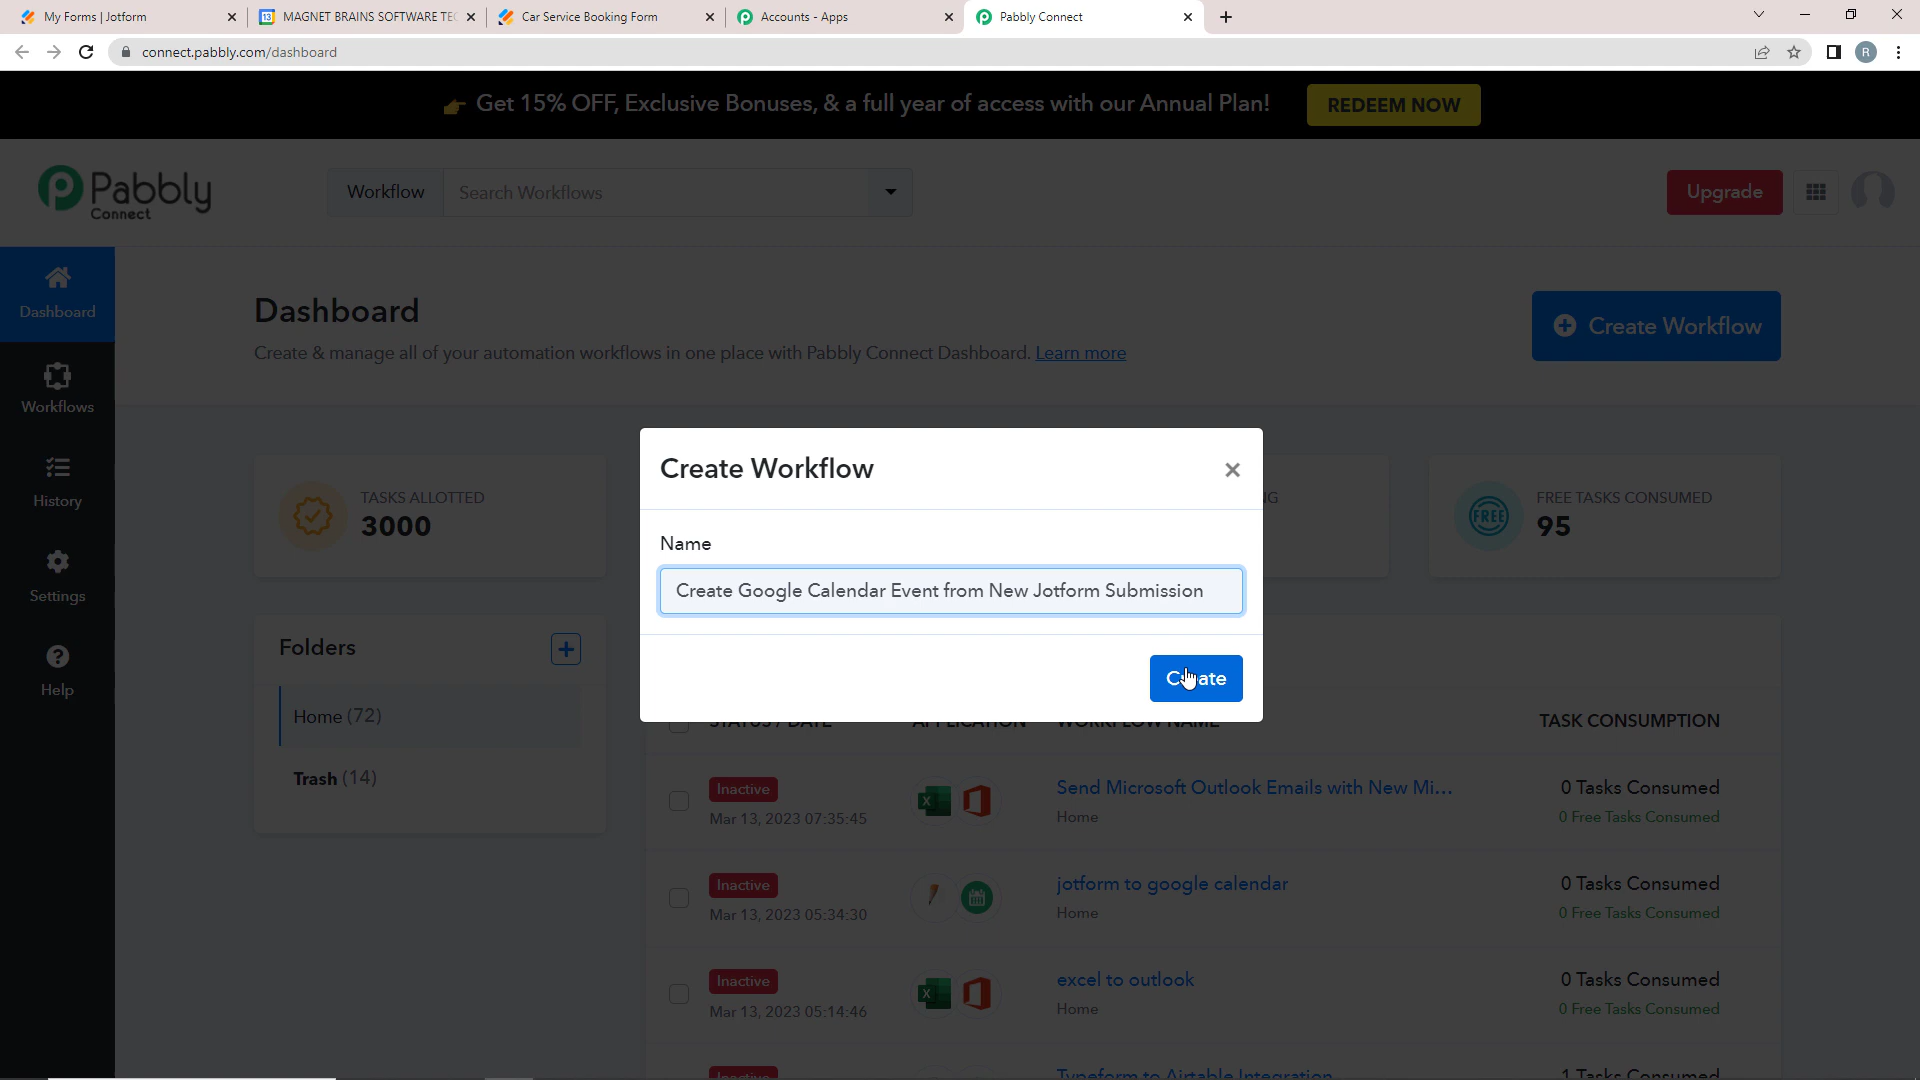 My Forms | Jotform
13 MAGNET BRAINS SOFTWARE TEC
Car Service Booking Form
Accounts - Apps
Pabbly Connect
connect.pabbly.com/dashboard
R
Get 15% OFF, Exclusive Bonuses, & a full year of access with our Annual Plan!
REDEEM NOW
Pabbly
Connect
Workflow
Search Workflows
Upgrade
Dashboard
Workflows
History
Settings
Help
Dashboard
Create & manage all of your automation workflows in one place with Pabbly Connect Dashboard. Learn more
Create Workflow
TASKS ALLOTTED
3000
NG
FREE
FREE TASKS CONSUMED
95
Create Workflow
Name
Create Google Calendar Event from New Jotform Submission
Create
Folders
Home (72)
Trash (14)
STATUS / DATE
APPLICATION
WORKFLOW NAME
TASK CONSUMPTION
Inactive
Mar 13, 2023 07:35:45
Send Microsoft Outlook Emails with New Mi...
Home
0 Tasks Consumed
0 Free Tasks Consumed
Inactive
Mar 13, 2023 05:34:30
jotform to google calendar
Home
0 Tasks Consumed
0 Free Tasks Consumed
Inactive
Mar 13, 2023 05:14:46
excel to outlook
Home
0 Tasks Consumed
0 Free Tasks Consumed
Inactive
Typeform to Airtable Integration
1 Tasks Consumed